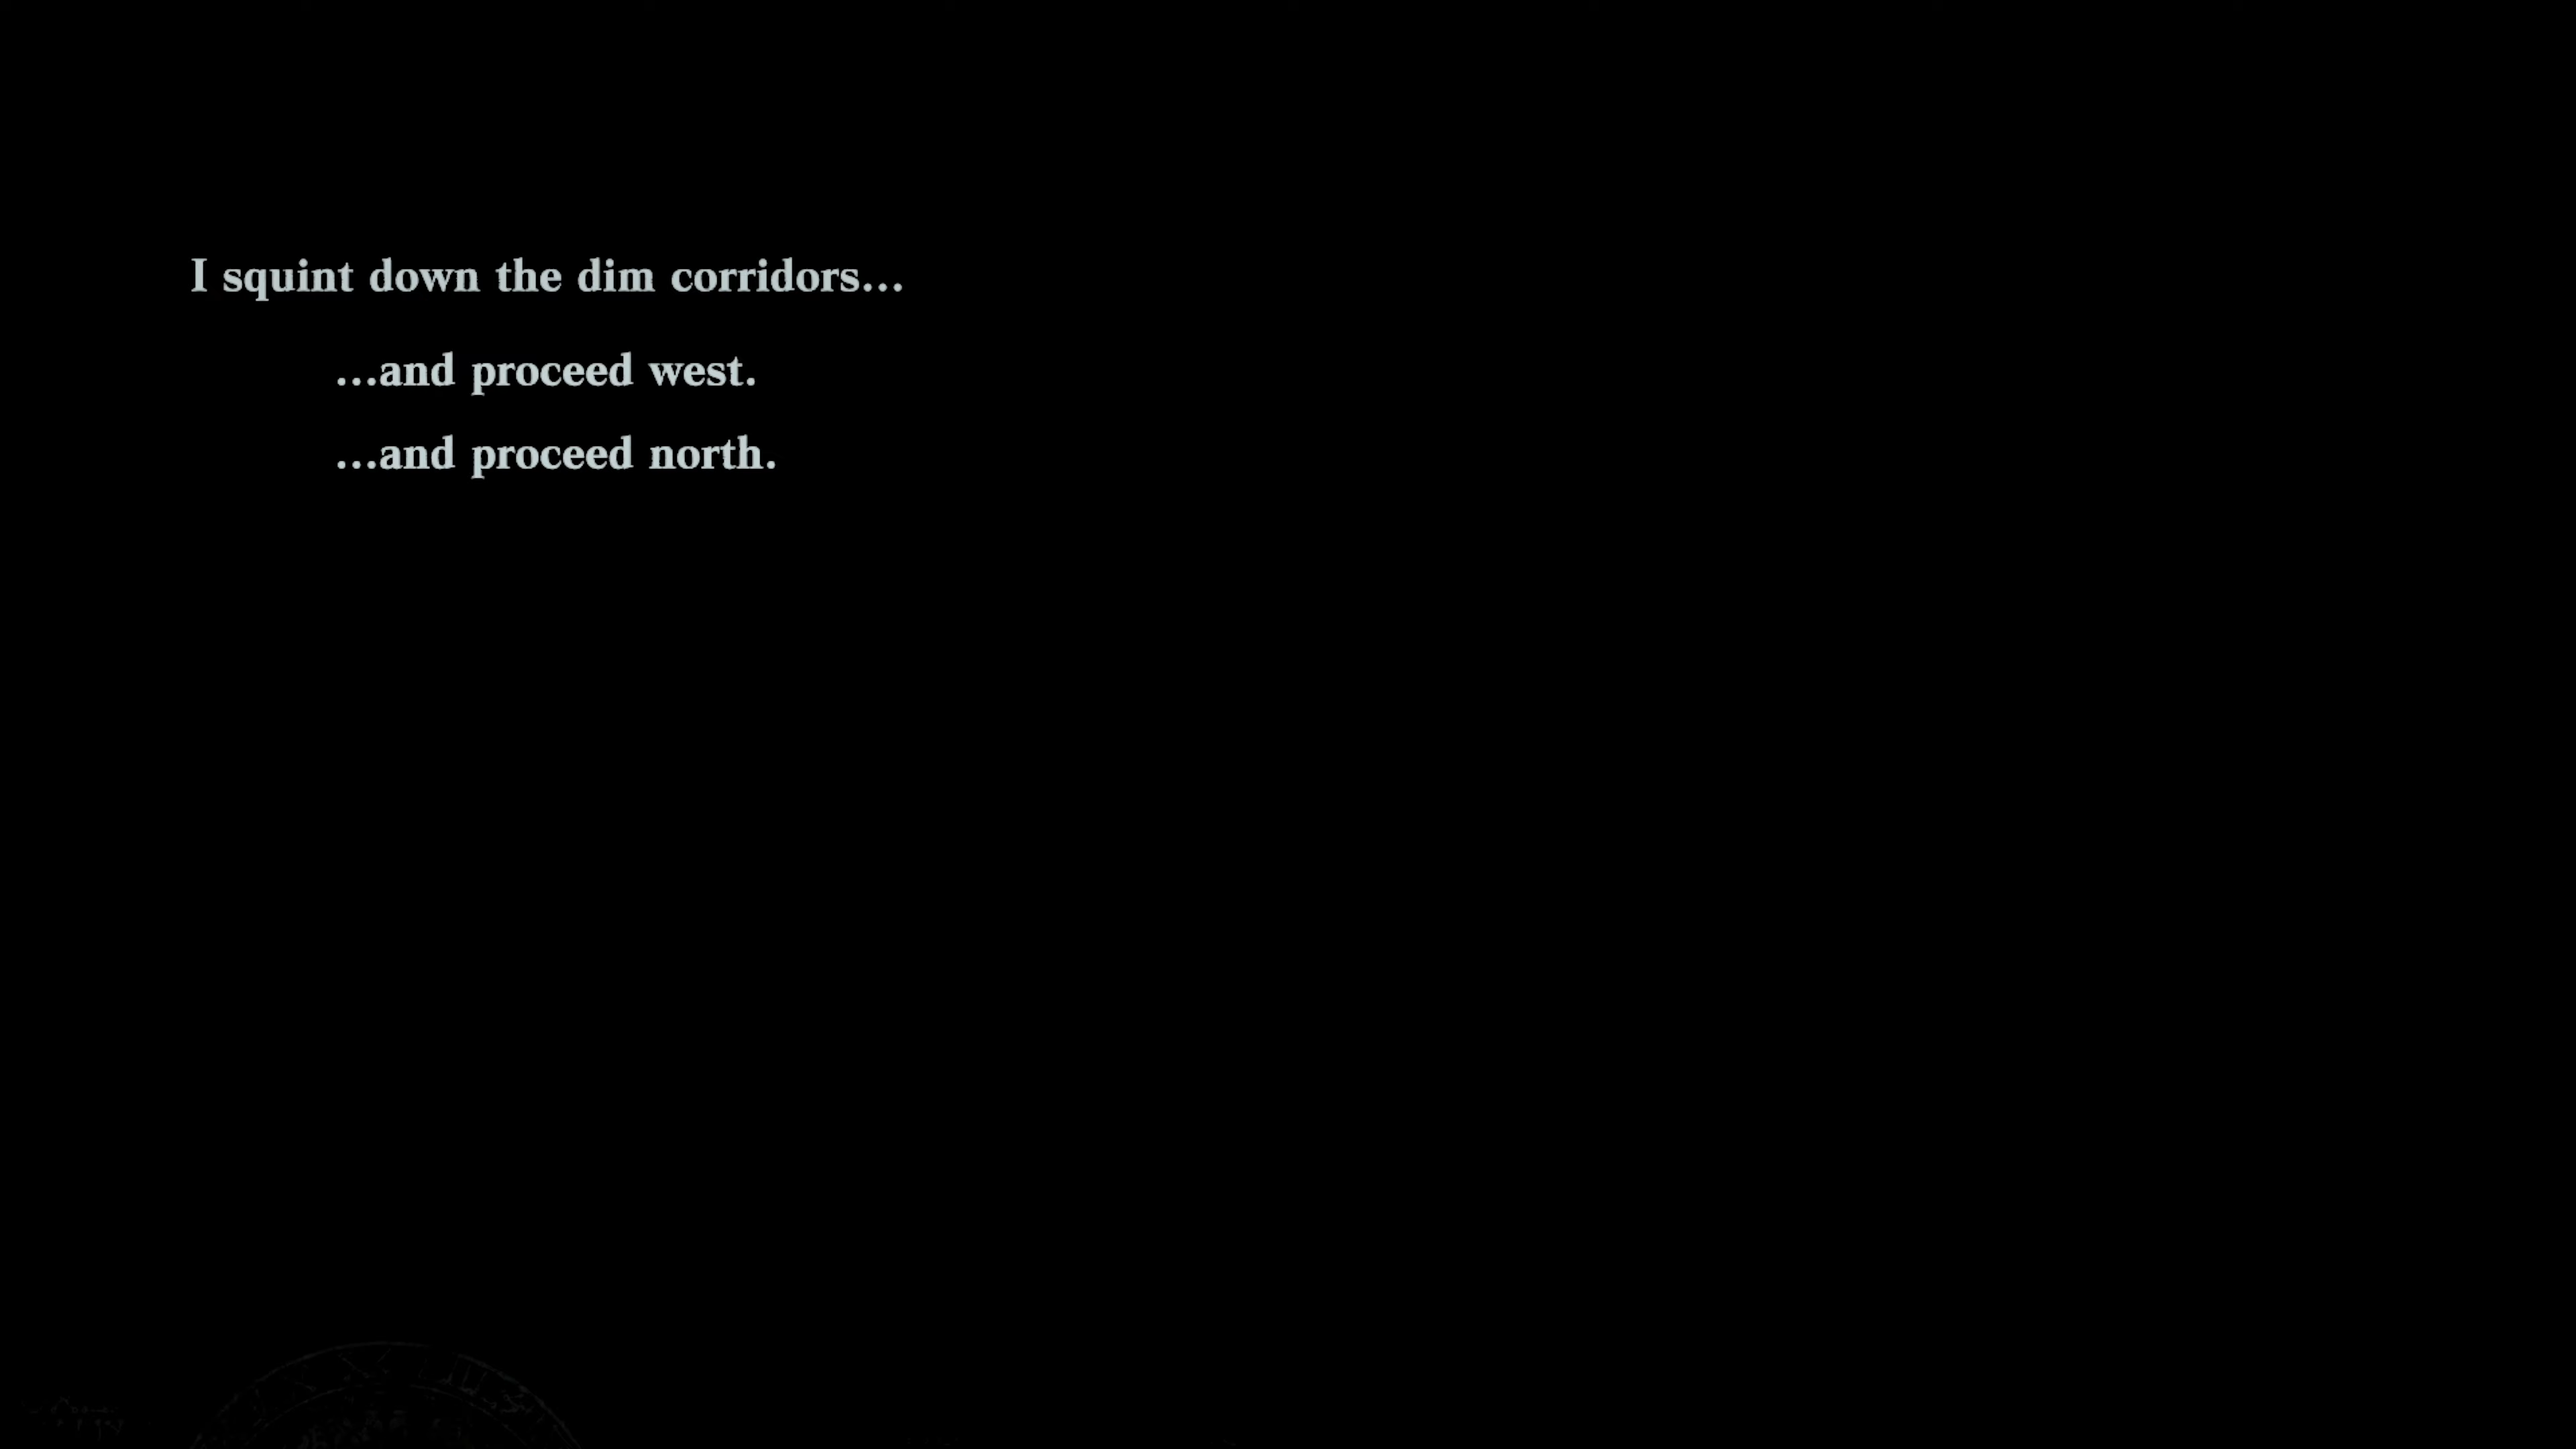 I squint down the dim corridors…
…and proceed west.
…and proceed north.